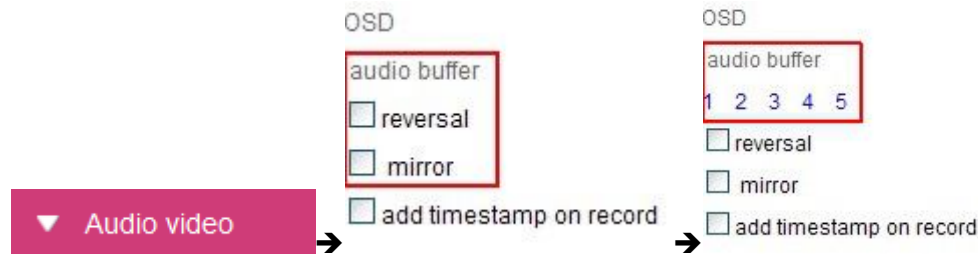 Audio video
OSD
audio buffer
reversal
mirror
add timestamp on record
OSD
audio buffer
1 2 3 4 5
reversal
mirror
add timestamp on record